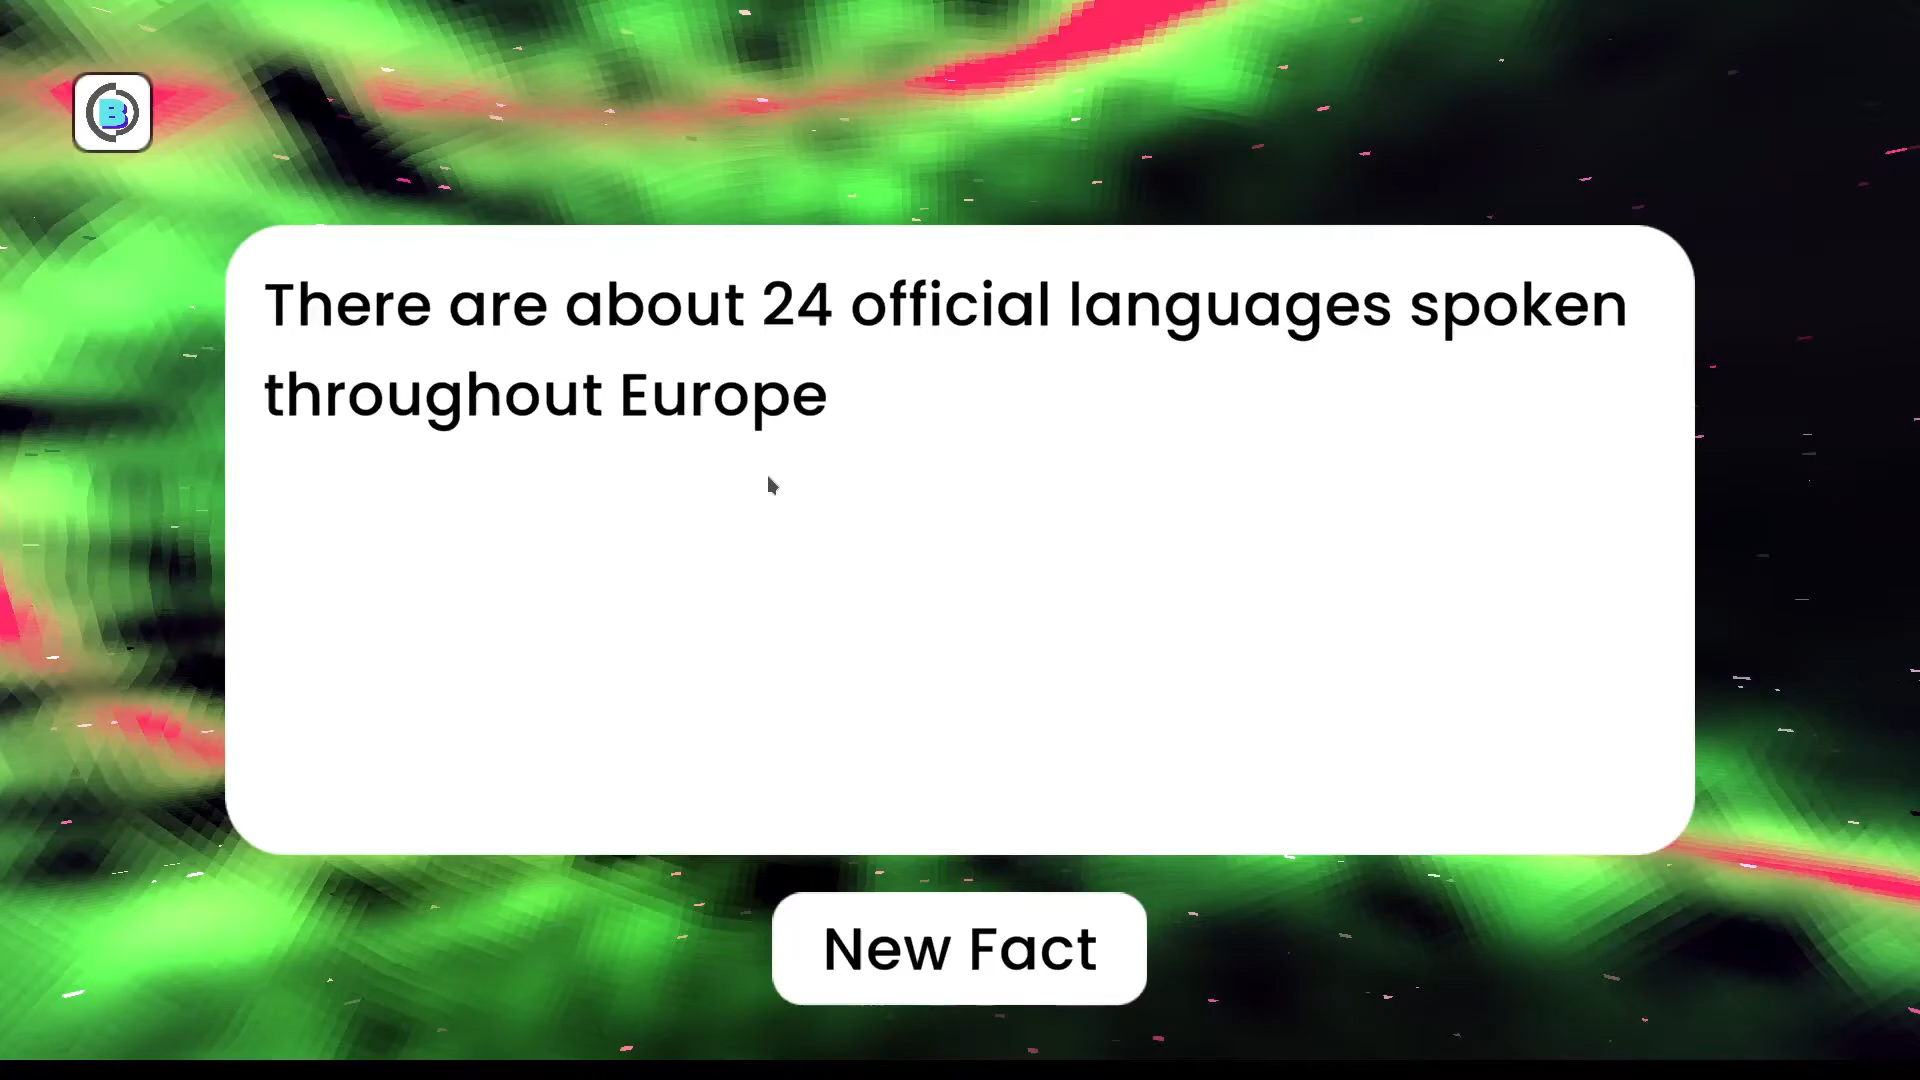 B
There are about 24 official languages spoken
throughout Europe
New Fact